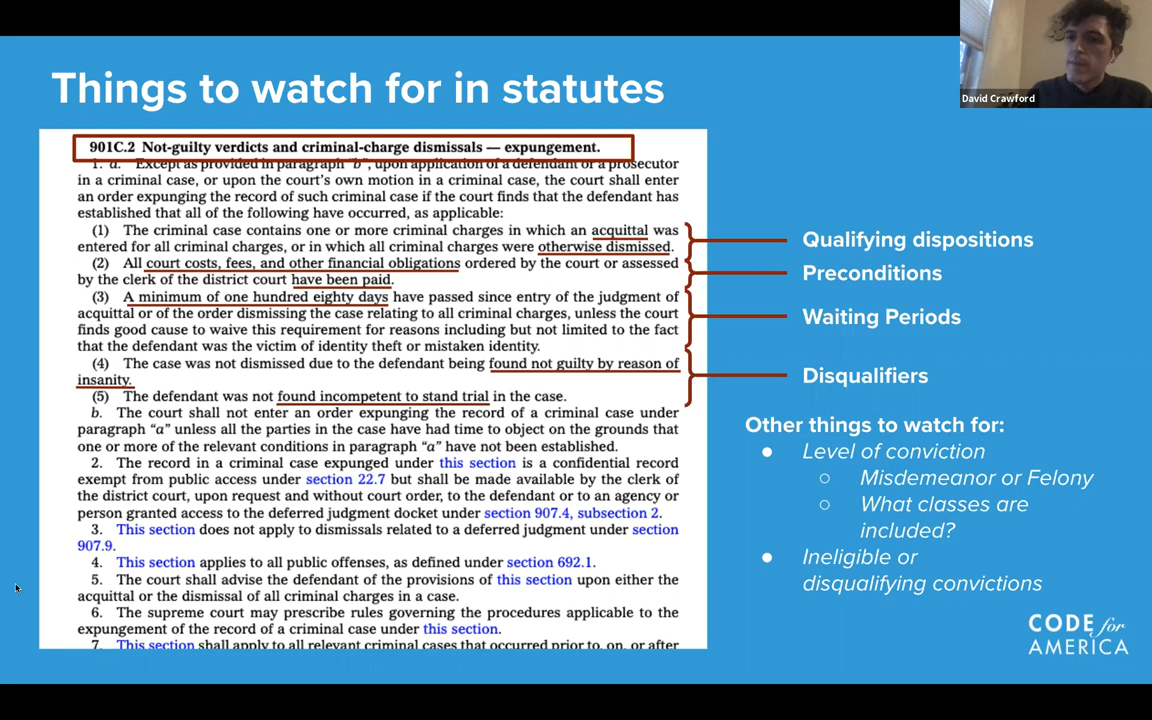 David Crawford
Things to watch for in statutes
901C.2 Not-guilty verdicts and criminal-charge dismissals — expungement.
1. a. Except as provided in paragraph “b”, upon application of a defendant or a prosecutor
in a criminal case, or upon the court’s own motion in a criminal case, the court shall enter
an order expunging the record of such criminal case if the court finds that the defendant has
established that all of the following have occurred, as applicable:
(1) The criminal case contains one or more criminal charges in which an acquittal was
entered for all criminal charges, or in which all criminal charges were otherwise dismissed.
(2) All court costs, fees, and other financial obligations ordered by the court or assessed
by the clerk of the district court have been paid.
(3) A minimum of one hundred eighty days have passed since entry of the judgment of
acquittal or of the order dismissing the case relating to all criminal charges, unless the court
finds good cause to waive this requirement for reasons including but not limited to the fact
that the defendant was the victim of identity theft or mistaken identity.
(4) The case was not dismissed due to the defendant being found not guilty by reason of
insanity.
(5) The defendant was not found incompetent to stand trial in the case.
b. The court shall not enter an order expunging the record of a criminal case under
paragraph “a” unless all the parties in the case have had time to object on the grounds that
one or more of the relevant conditions in paragraph “a” have not been established.
2. The record in a criminal case expunged under this section is a confidential record
exempt from public access under section 22.7 but shall be made available by the clerk of
the district court, upon request and without court order, to the defendant or to an agency or
person granted access to the deferred judgment docket under section 907.4, subsection 2.
3. This section does not apply to dismissals related to a deferred judgment under section
907.9.
4. This section applies to all public offenses, as defined under section 692.1.
5. The court shall advise the defendant of the provisions of this section upon either the
acquittal or the dismissal of all criminal charges in a case.
6. The supreme court may prescribe rules governing the procedures applicable to the
expungement of the record of a criminal case under this section.
7. This section shall apply to all relevant criminal cases that occurred prior to, on, or after
Qualifying dispositions
Preconditions
Waiting Periods
Disqualifiers
Other things to watch for:
● Level of conviction
○ Misdemeanor or Felony
○ What classes are
included?
● Ineligible or
disqualifying convictions
CODE for
AMERICA